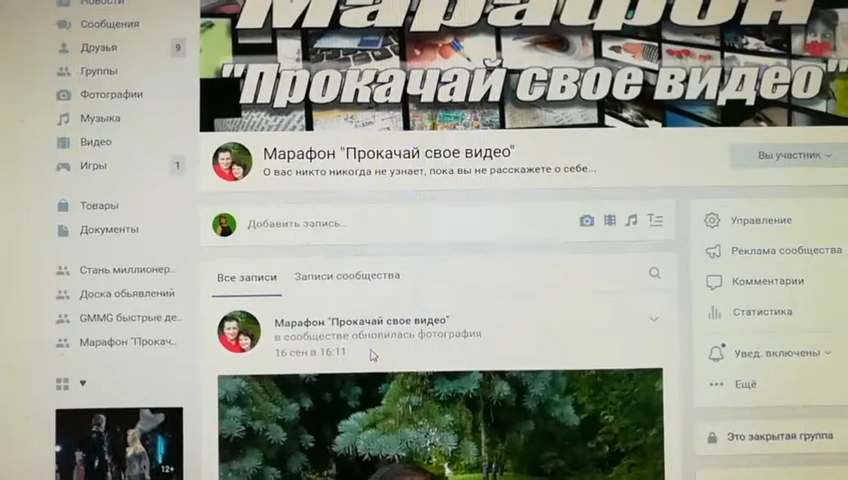 Новости
Сообщения
Друзья 9
Группы
Фотографии
Музыка
Видео
Игры 1
Товары
Документы
Стань миллионер..
Доска обьявлений
GMMG быстрые де..
Марафон "Прокач..
12+
Марафон
"Прокачай свое видео"
Марафон "Прокачай свое видео"
О вас никто никогда не узнает, пока вы не расскажете о себе...
Вы участник
Добавить запись...
Все записи Записи сообщества
Марафон "Прокачай свое видео"
в сообществе обновилась фотография
16 сен в 16:11
Управление
Реклама сообщества
Комментарии
Статистика
Увед. включены
Ещё
Это закрытая группа